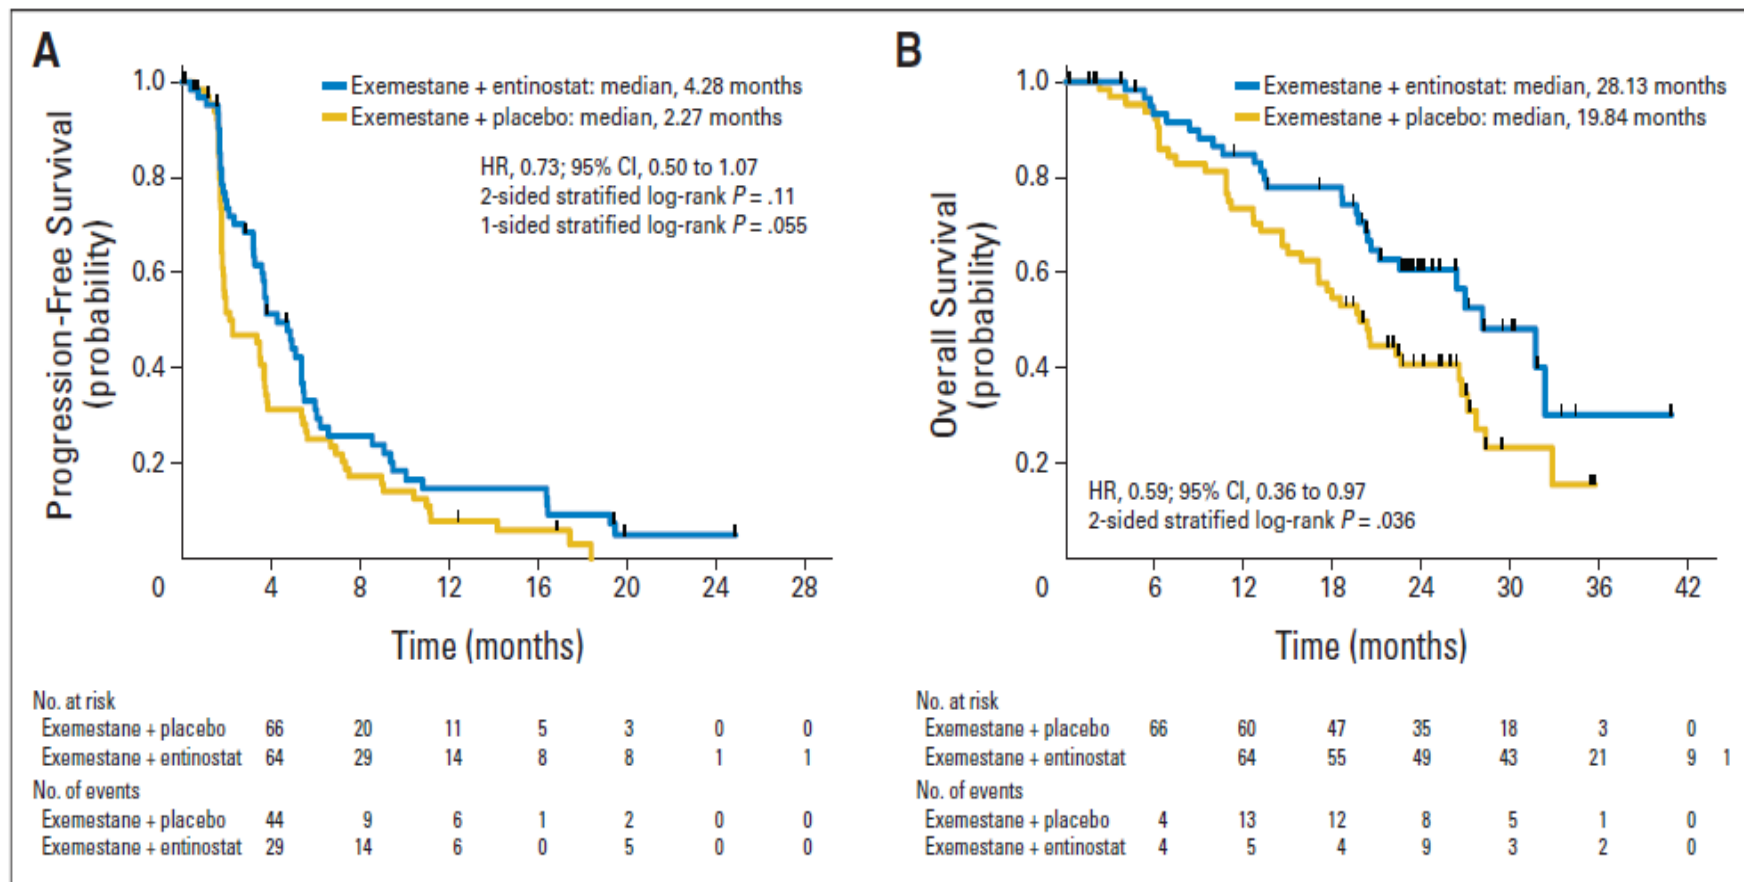 A
Progression-Free Survival
(probability)
1.0
0.8
0.6
0.4
0.2
Exemestane + entinostat: median, 4.28 months
Exemestane + placebo: median, 2.27 months
HR, 0.73; 95% CI, 0.50 to 1.07
2-sided stratified log-rank P = .11
1-sided stratified log-rank P = .055
0 4 8 12 16 20 24 28
Time (months)
No. at risk
Exemestane + placebo 66 20 11 5 3 0 0
Exemestane + entinostat 64 29 14 8 8 1 1
No. of events
Exemestane + placebo 44 9 6 1 2 0 0
Exemestane + entinostat 29 14 6 0 5 0 0
B
Overall Survival
(probability)
1.0
0.8
0.6
0.4
0.2
Exemestane + entinostat: median, 28.13 months
Exemestane + placebo: median, 19.84 months
HR, 0.59; 95% CI, 0.36 to 0.97
2-sided stratified log-rank P = .036
0 6 12 18 24 30 36 42
Time (months)
No. at risk
Exemestane + placebo 66 60 47 35 18 3 0
Exemestane + entinostat 64 55 49 43 21 9 1
No. of events
Exemestane + placebo 4 13 12 8 5 1 0
Exemestane + entinostat 4 5 4 9 3 2 0